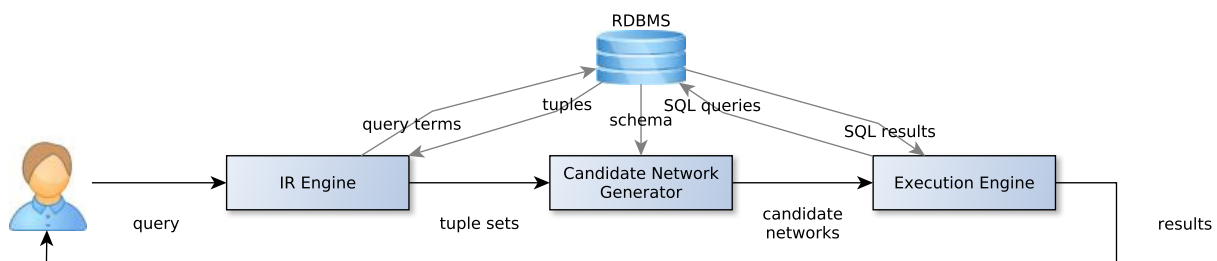 RDBMS
query terms
tuples
schema
SQL queries
SQL results
IR Engine
Candidate Network
Generator
Execution Engine
query
tuple sets
candidate
networks
results